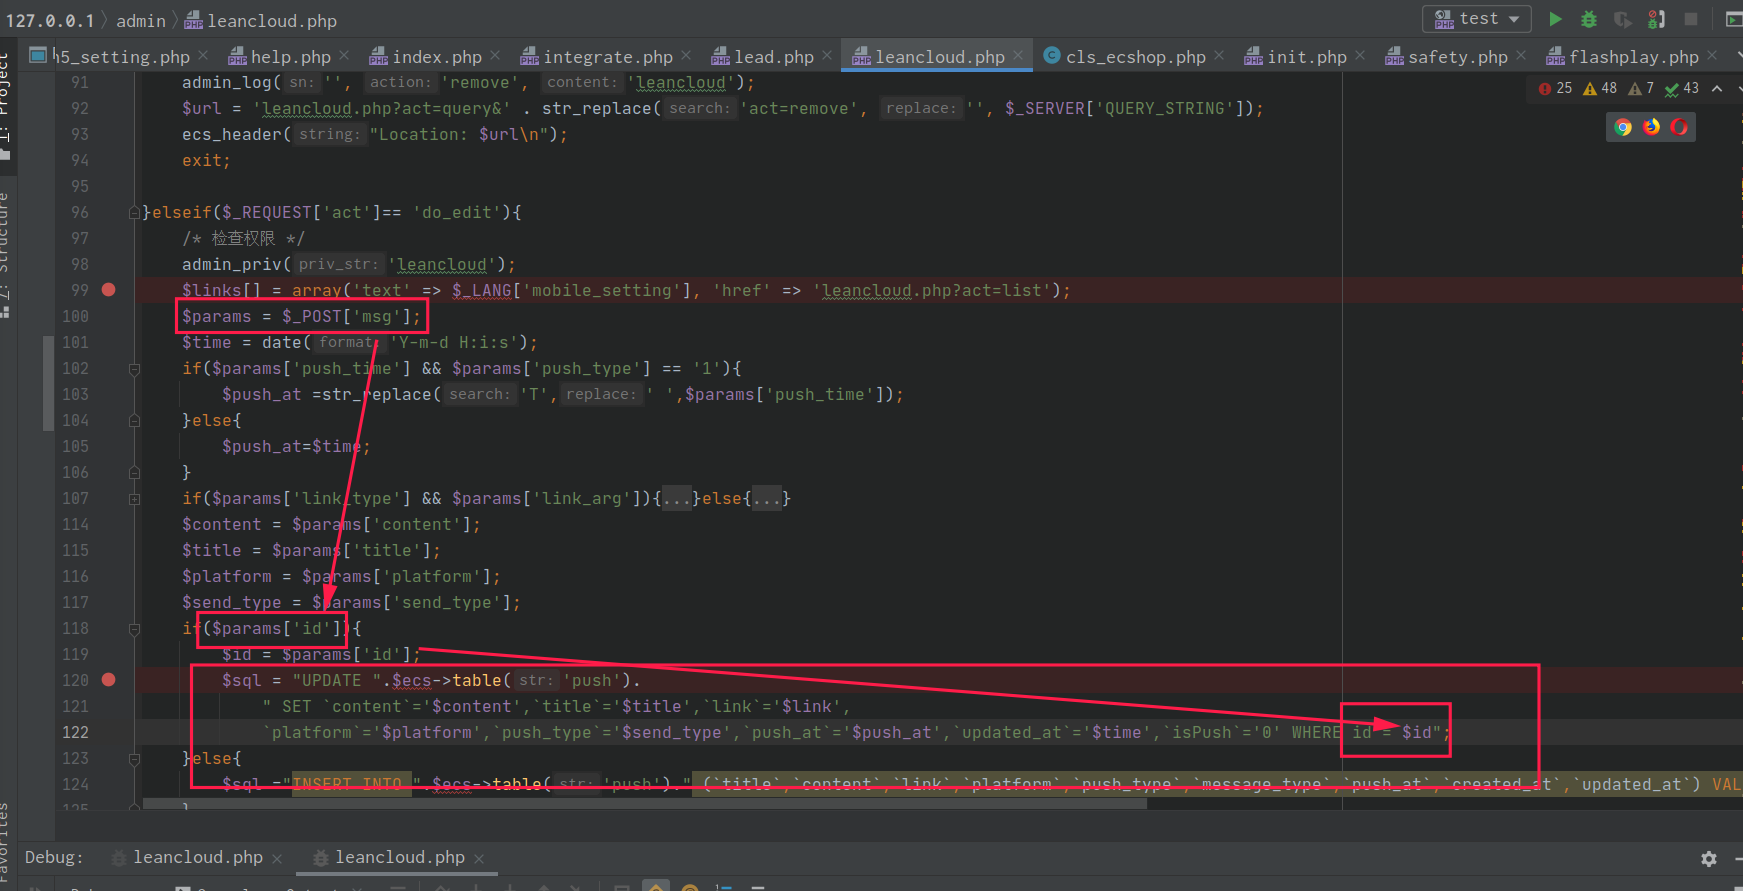 127.0.0.1 〉 admin 〉 leancloud.php
test
h5_setting.php × help.php × index.php × integrate.php × lead.php × leancloud.php × cls_ecshop.php × init.php × safety.php × flashplay.php ×
1: Project
7: Structure
Favorites
25 48 7 43
91 admin_log( sn: '', action: 'remove', content: 'leancloud');
92 $url = 'leancloud.php?act=query&' . str_replace( search: 'act=remove', replace: '', $_SERVER['QUERY_STRING']);
93 ecs_header( string: "Location: $url\n");
94 exit;
95
96 }elseif($_REQUEST['act']== 'do_edit'){
97 /* 检查权限 */
98 admin_priv( priv_str: 'leancloud');
99 $links[] = array('text' => $_LANG['mobile_setting'], 'href' => 'leancloud.php?act=list');
100 $params = $_POST['msg'];
101 $time = date( format: 'Y-m-d H:i:s');
102 if($params['push_time'] && $params['push_type'] == '1'){
103 $push_at =str_replace( search: 'T', replace: ' ',$params['push_time']);
104 }else{
105 $push_at=$time;
106 }
107 if($params['link_type'] && $params['link_arg']){...}else{...}
114 $content = $params['content'];
115 $title = $params['title'];
116 $platform = $params['platform'];
117 $send_type = $params['send_type'];
118 if($params['id']){
119 $id = $params['id'];
120 $sql = "UPDATE ".$ecs->table( str: 'push').
121 " SET `content`='$content',`title`='$title',`link`='$link',
122 `platform`='$platform',`push_type`='$send_type',`push_at`='$push_at',`updated_at`='$time',`isPush`='0' WHERE id = $id";
123 }else{
124 $sql ="INSERT INTO ".$ecs->table( str: 'push')." (`title`,`content`,`link`,`platform`,`push_type`,`message_type`,`push_at`,`created_at`,`updated_at`) VAL
125 }
Debug: leancloud.php × leancloud.php ×